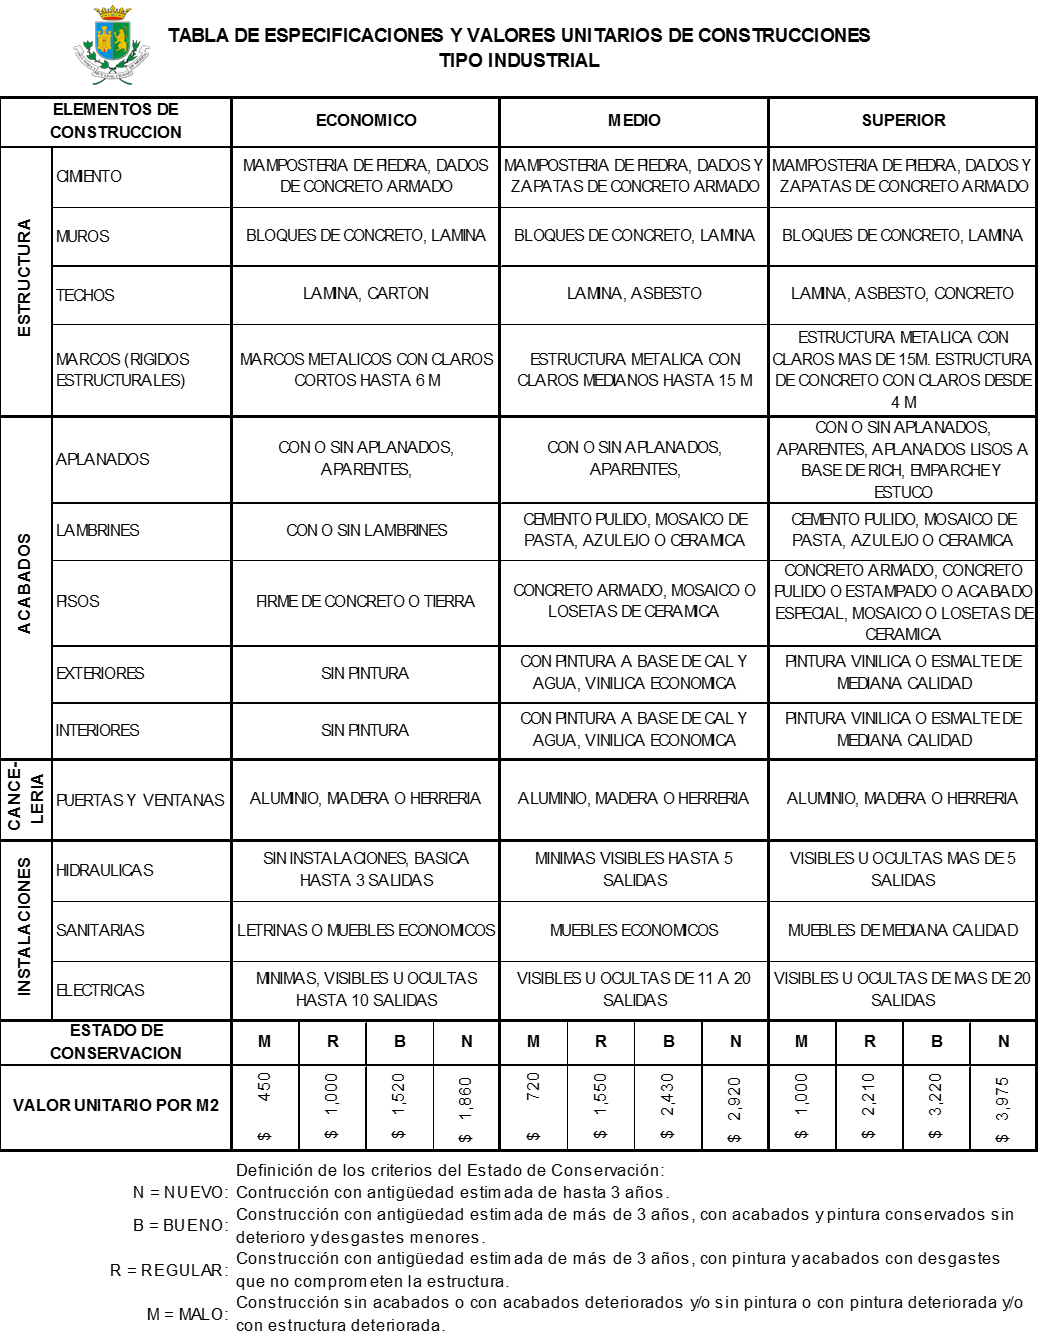 TABLA DE ESPECIFICACIONES Y VALORES UNITARIOS DE CONSTRUCCIONES
TIPO INDUSTRIAL
ELEMENTOS DE
CONSTRUCCION
ECONOMICO
MEDIO
SUPERIOR
ESTRUCTURA
CIMIENTO
MAMPOSTERIA DE PIEDRA, DADOS
DE CONCRETO ARMADO
MAMPOSTERIA DE PIEDRA, DADOS Y
ZAPATAS DE CONCRETO ARMADO
MAMPOSTERIA DE PIEDRA, DADOS Y
ZAPATAS DE CONCRETO ARMADO
MUROS
BLOQUES DE CONCRETO, LAMINA
BLOQUES DE CONCRETO, LAMINA
BLOQUES DE CONCRETO, LAMINA
TECHOS
LAMINA, CARTON
LAMINA, ASBESTO
LAMINA, ASBESTO, CONCRETO
MARCOS (RIGIDOS
ESTRUCTURALES)
MARCOS METALICOS CON CLAROS
CORTOS HASTA 6 M
ESTRUCTURA METALICA CON
CLAROS MEDIANOS HASTA 15 M
ESTRUCTURA METALICA CON
CLAROS MAS DE 15M. ESTRUCTURA
DE CONCRETO CON CLAROS DESDE
4 M
ACABADOS
APLANADOS
CON O SIN APLANADOS,
APARENTES,
CON O SIN APLANADOS,
APARENTES,
CON O SIN APLANADOS,
APARENTES, APLANADOS LISOS A
BASE DE RICH, EMPARCHE Y
ESTUCO
LAMBRINES
CON O SIN LAMBRINES
CEMENTO PULIDO, MOSAICO DE
PASTA, AZULEJO O CERAMICA
CEMENTO PULIDO, MOSAICO DE
PASTA, AZULEJO O CERAMICA
PISOS
FIRME DE CONCRETO O TIERRA
CONCRETO ARMADO, MOSAICO O
LOSETAS DE CERAMICA
CONCRETO ARMADO, CONCRETO
PULIDO O ESTAMPADO O ACABADO
ESPECIAL, MOSAICO O LOSETAS DE
CERAMICA
EXTERIORES
SIN PINTURA
CON PINTURA A BASE DE CAL Y
AGUA, VINILICA ECONOMICA
PINTURA VINILICA O ESMALTE DE
MEDIANA CALIDAD
INTERIORES
SIN PINTURA
CON PINTURA A BASE DE CAL Y
AGUA, VINILICA ECONOMICA
PINTURA VINILICA O ESMALTE DE
MEDIANA CALIDAD
CANCE-
LERIA
PUERTAS Y VENTANAS
ALUMINIO, MADERA O HERRERIA
ALUMINIO, MADERA O HERRERIA
ALUMINIO, MADERA O HERRERIA
INSTALACIONES
HIDRAULICAS
SIN INSTALACIONES, BASICA
HASTA 3 SALIDAS
MINIMAS VISIBLES HASTA 5
SALIDAS
VISIBLES U OCULTAS MAS DE 5
SALIDAS
SANITARIAS
LETRINAS O MUEBLES ECONOMICOS
MUEBLES ECONOMICOS
MUEBLES DE MEDIANA CALIDAD
ELECTRICAS
MINIMAS, VISIBLES U OCULTAS
HASTA 10 SALIDAS
VISIBLES U OCULTAS DE 11 A 20
SALIDAS
VISIBLES U OCULTAS DE MAS DE 20
SALIDAS
ESTADO DE
CONSERVACION
M R B N M R B N M R B N
VALOR UNITARIO POR M2
$ 450
$ 1,000
$ 1,520
$ 1,860
$ 720
$ 1,550
$ 2,430
$ 2,920
$ 1,000
$ 2,210
$ 3,220
$ 3,975
Definición de los criterios del Estado de Conservación:
N = NUEVO: Contrucción con antigüedad estimada de hasta 3 años.
B = BUENO: Construcción con antigüedad estimada de más de 3 años, con acabados y pintura conservados sin
deterioro y desgastes menores.
R = REGULAR: Construcción con antigüedad estimada de más de 3 años, con pintura y acabados con desgastes
que no comprometen la estructura.
M = MALO: Construcción sin acabados o con acabados deteriorados y/o sin pintura o con pintura deteriorada y/o
con estructura deteriorada.